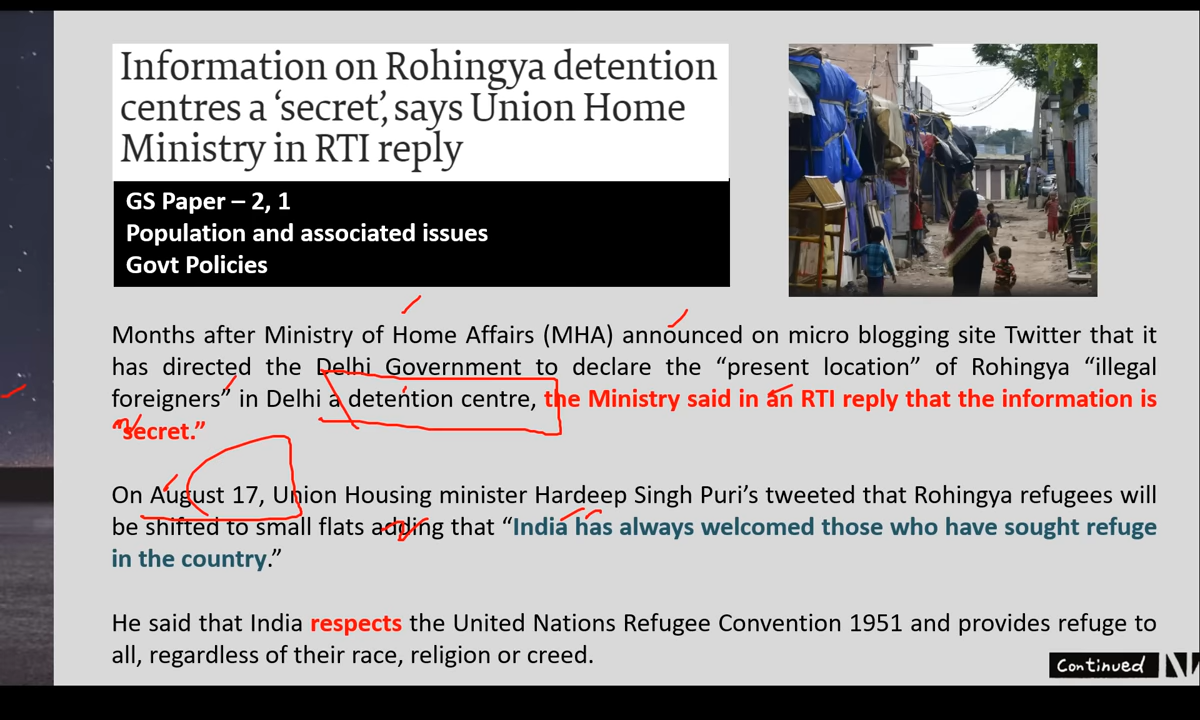 Information on Rohingya detention
centres a ‘secret’, says Union Home
Ministry in RTI reply
GS Paper – 2, 1
Population and associated issues
Govt Policies
Months after Ministry of Home Affairs (MHA) announced on micro blogging site Twitter that it
has directed the Delhi Government to declare the “present location” of Rohingya “illegal
foreigners” in Delhi a detention centre, the Ministry said in an RTI reply that the information is
“secret.”
On August 17, Union Housing minister Hardeep Singh Puri’s tweeted that Rohingya refugees will
be shifted to small flats adding that “India has always welcomed those who have sought refuge
in the country.”
He said that India respects the United Nations Refugee Convention 1951 and provides refuge to
all, regardless of their race, religion or creed.
Continued